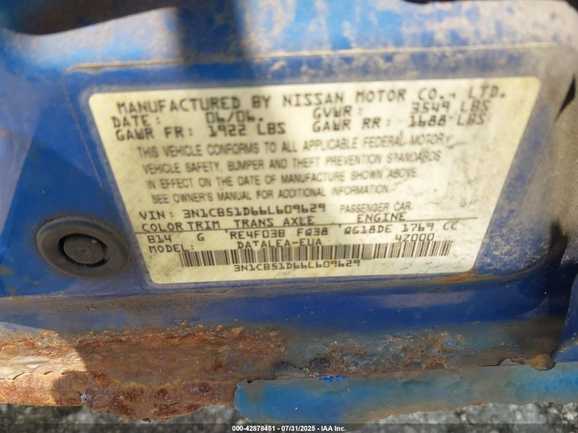 MANUFACTURED BY NISSAN MOTOR CO., LTD.
DATE: 06/06. GVWR: 3549 LBS
GAWR FR: 1922 LBS GAWR RR: 1688 LBS
THIS VEHICLE CONFORMS TO ALL APPLICABLE FEDERAL MOTOR
VEHICLE SAFETY, BUMPER AND THEFT PREVENTION STANDARDS
IN EFFECT ON THE DATE OF MANUFACTURE SHOWN ABOVE.
SEE OWNER'S MANUAL FOR ADDITIONAL INFORMATION.
VIN: 3N1CB51D66L609629 PASSENGER CAR.
COLOR TRIM TRANS AXLE ENGINE
B14 G RE4F03B FQ38 QG18DE 1769 CC
MODEL: DATALEA-EUA 47000
3N1CB51D66L609629
000-42878451 - 07/31/2025 - IAA Inc.